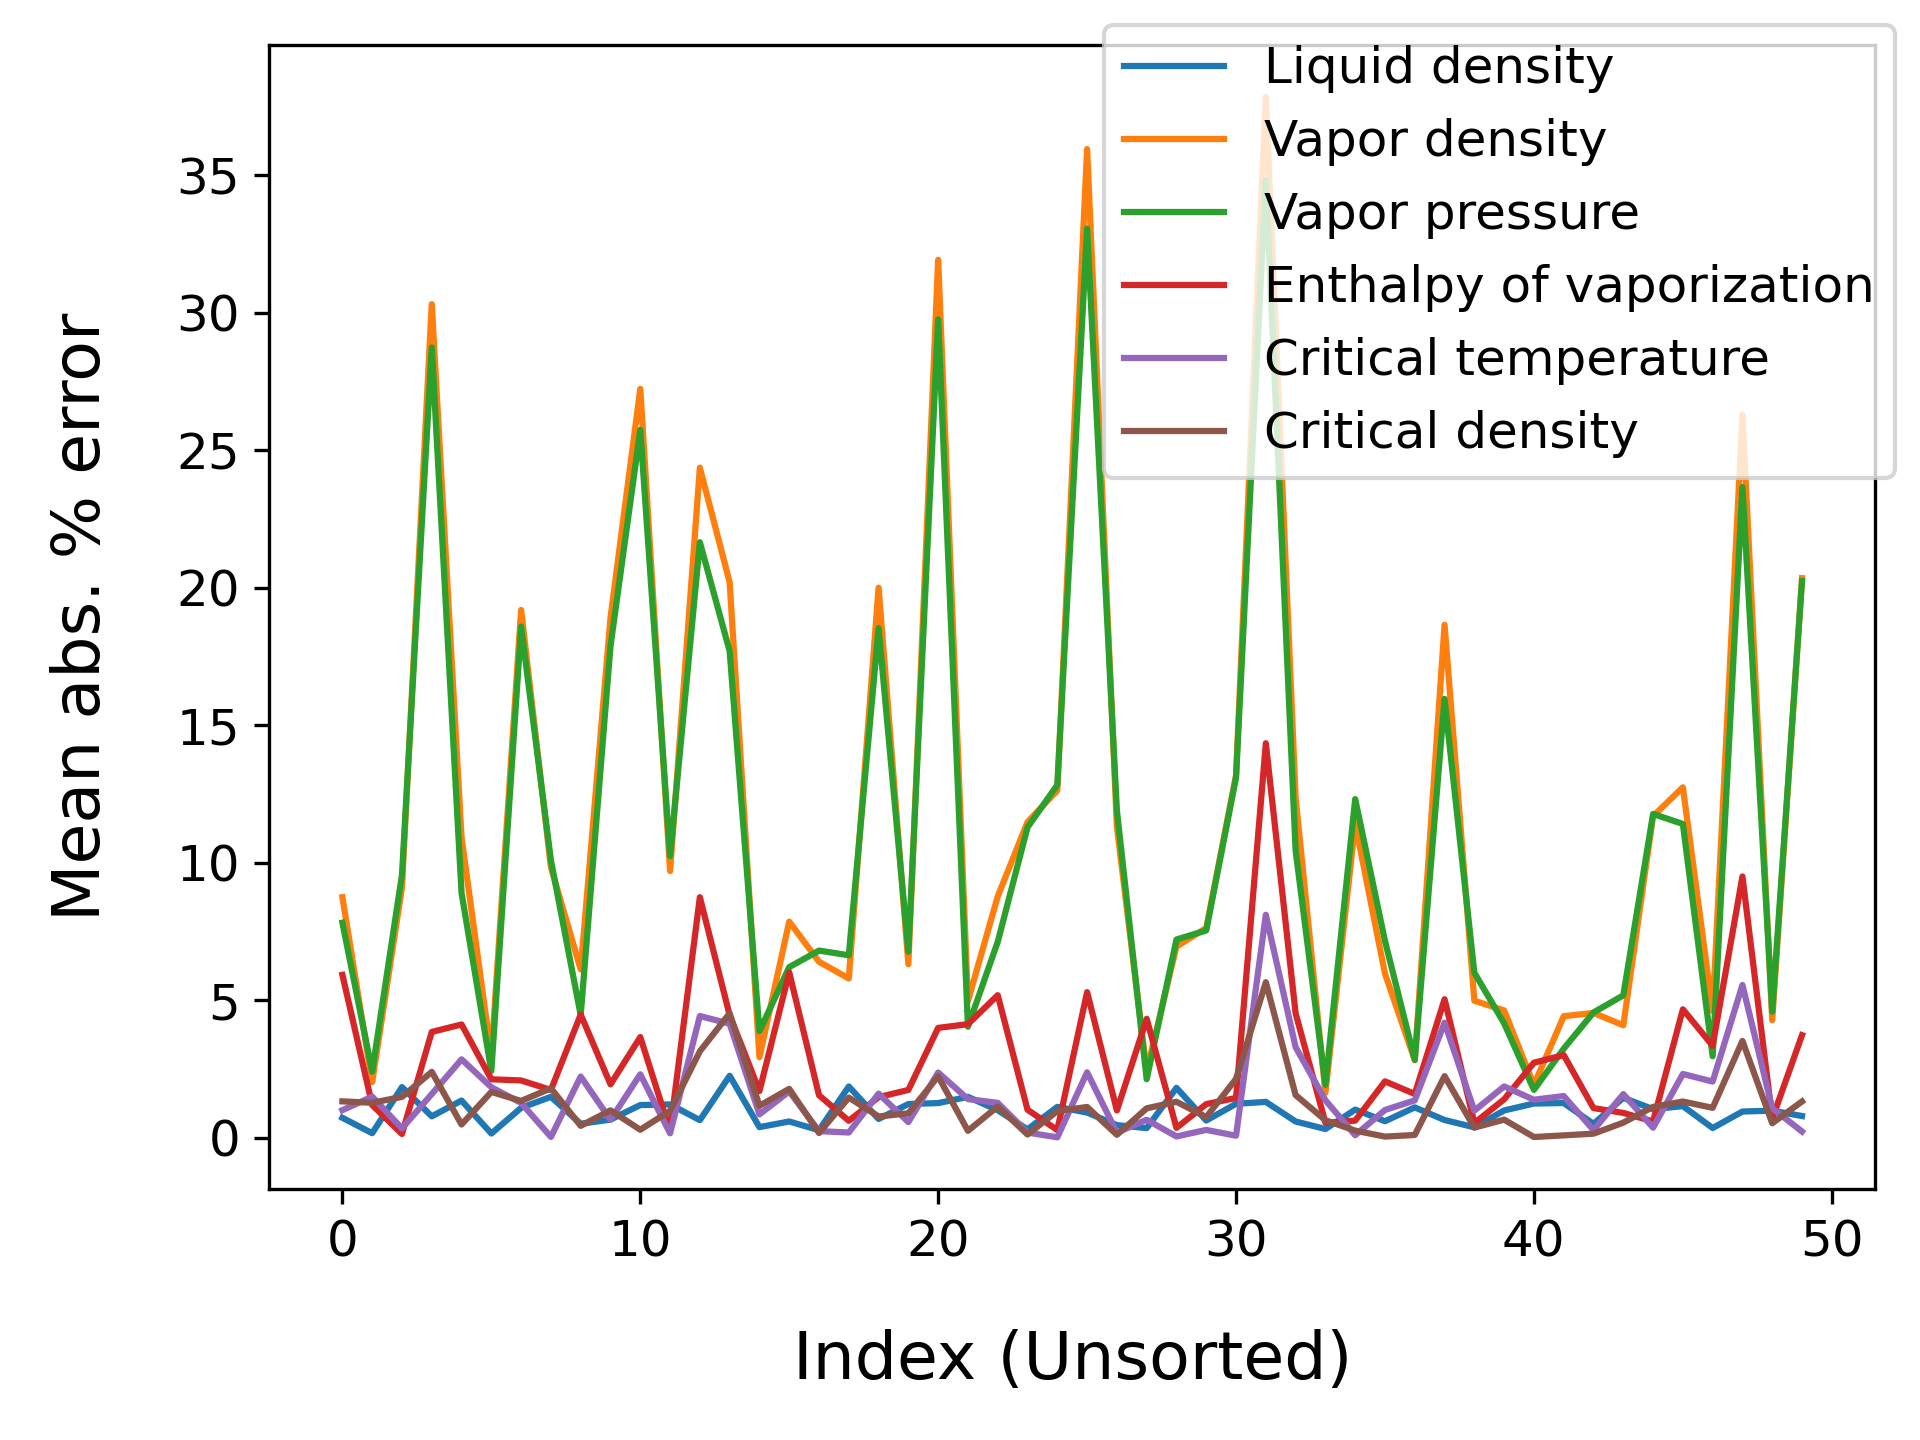 Liquid density
Vapor density
Vapor pressure
Enthalpy of vaporization
Critical temperature
Critical density
Mean abs. % error
35
30
25
20
15
10
5
0
0 10 20 30 40 50
Index (Unsorted)